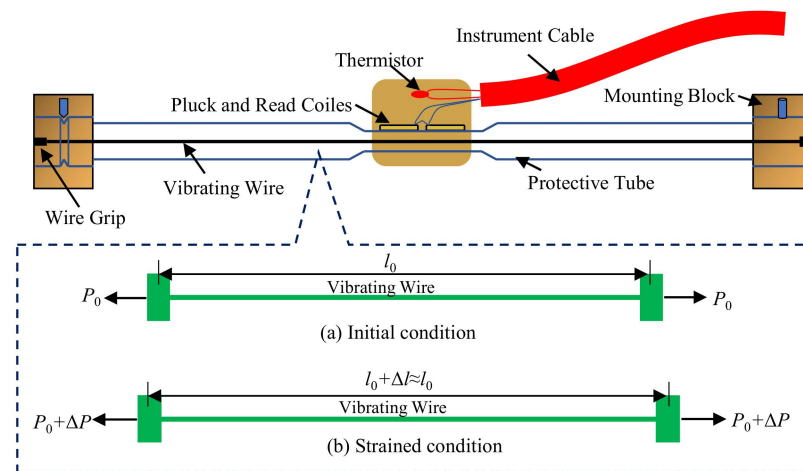 Instrument Cable
Thermistor
Mounting Block
Pluck and Read Coiles
Vibrating Wire
Protective Tube
Wire Grip
l₀
P₀
Vibrating Wire
P₀
(a) Initial condition
l₀+Δl≈l₀
P₀+ΔP
Vibrating Wire
P₀+ΔP
(b) Strained condition